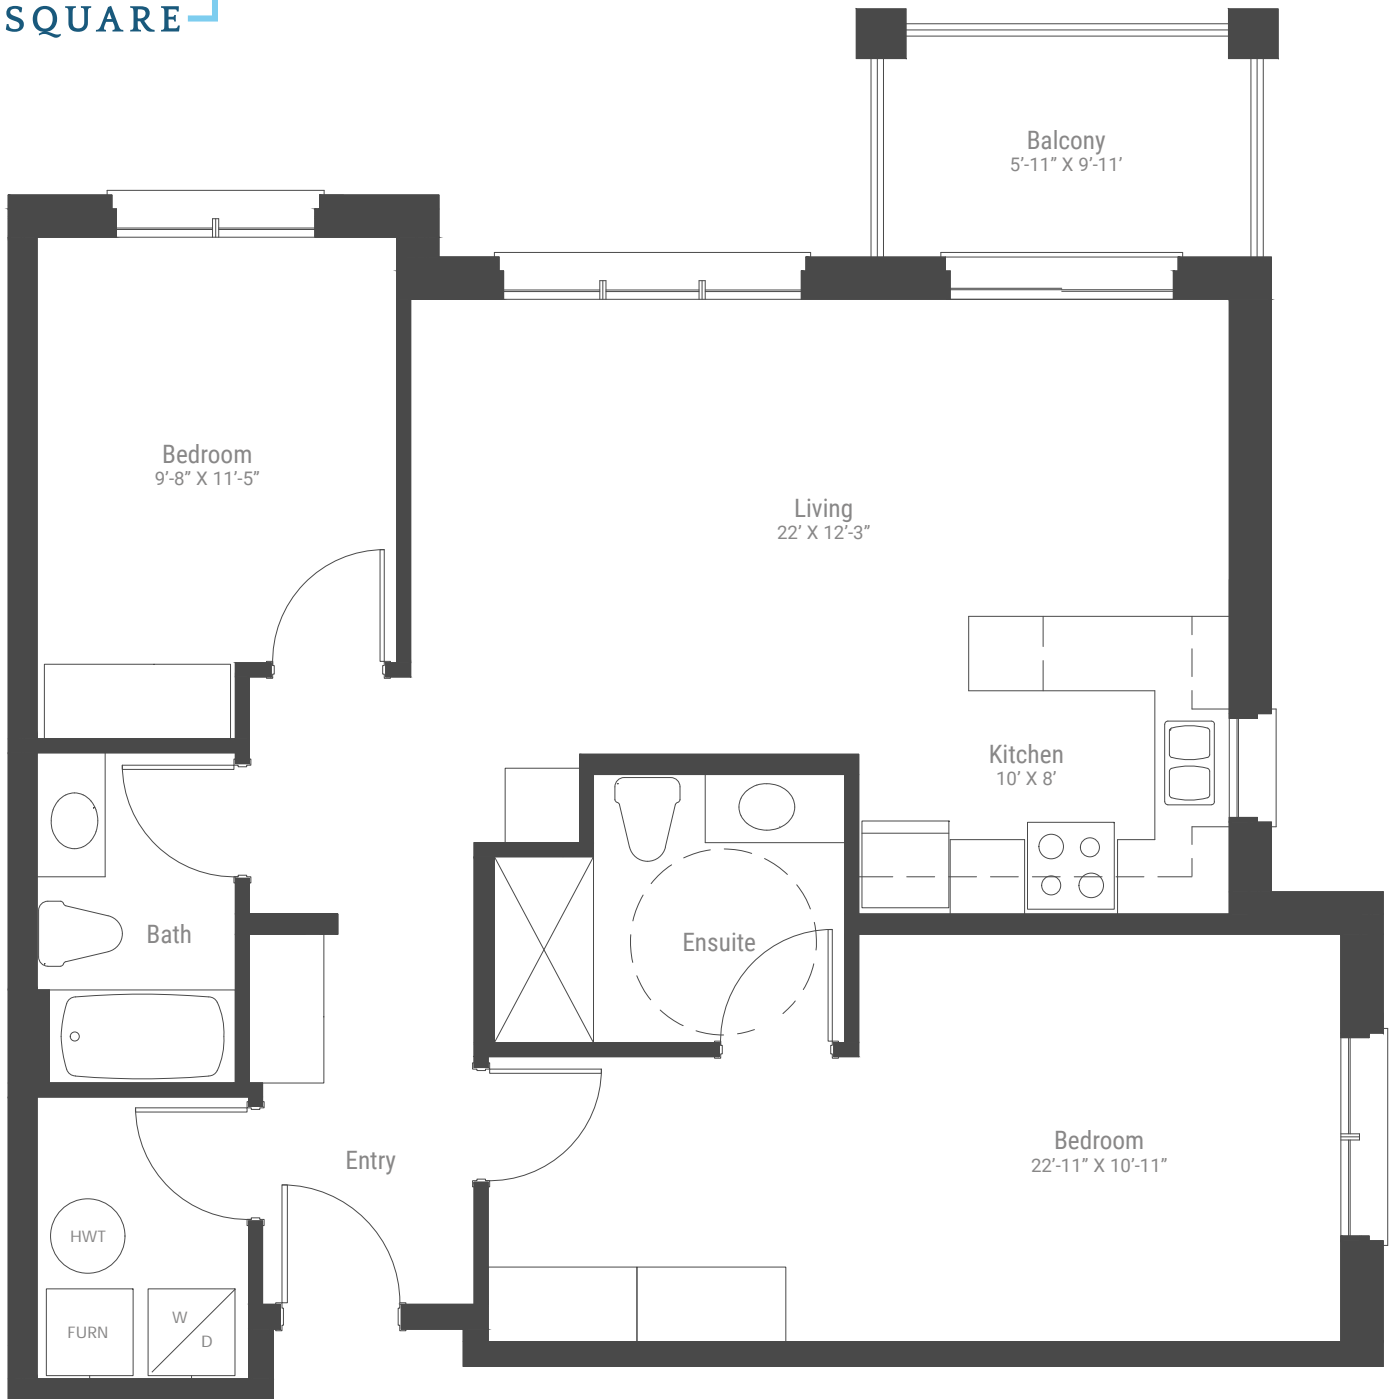 SQUARE
Balcony
5’-11” X 9’-11’
Bedroom
9’-8” X 11’-5”
Living
22’ X 12’-3”
Kitchen
10’ X 8’
Bath
Ensuite
Bedroom
22’-11” X 10’-11”
Entry
HWT
FURN
W
D